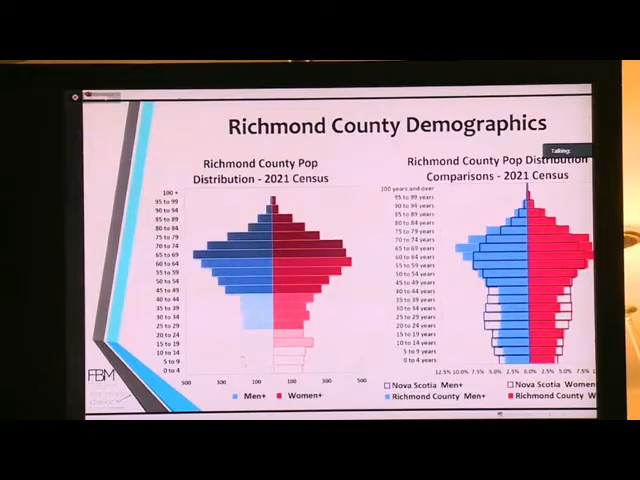 Richmond County Demographics
Talking:
Richmond County Pop
Distribution - 2021 Census
100 +
95 to 99
90 to 94
85 to 89
80 to 84
75 to 79
70 to 74
65 to 69
60 to 64
55 to 59
50 to 54
45 to 49
40 to 44
35 to 39
30 to 34
25 to 29
20 to 24
15 to 19
10 to 14
5 to 9
0 to 4
500 100 100 300 500
Men+ Women+
Richmond County Pop Distribution
Comparisons - 2021 Census
100 years and over
95 to 99 years
90 to 94 years
85 to 89 years
80 to 84 years
75 to 79 years
70 to 74 years
65 to 69 years
60 to 64 years
55 to 59 years
50 to 54 years
45 to 49 years
40 to 44 years
35 to 39 years
30 to 34 years
25 to 29 years
20 to 24 years
15 to 19 years
10 to 14 years
5 to 9 years
0 to 4 years
12.5% 10.0% 7.5% 5.0% 2.5% 0.0% 2.5% 5.0% 7.5%
Nova Scotia Men+ Nova Scotia Women
Richmond County Men+ Richmond County W
FBM